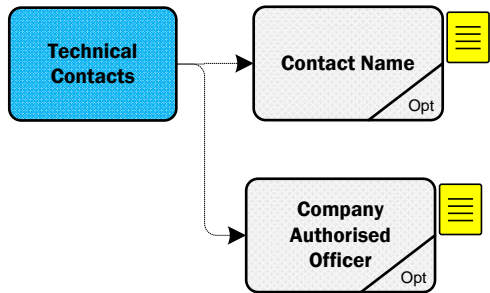 Technical
Contacts
Contact Name
Opt
Company
Authorised
Officer
Opt